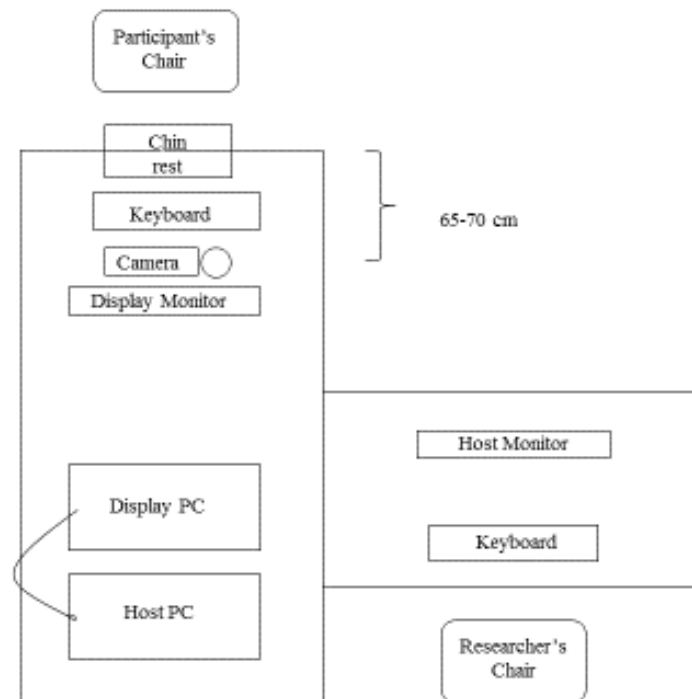 Participant's
Chair
Chin
rest
Keyboard
65-70 cm
Camera
Display Monitor
Host Monitor
Display PC
Keyboard
Host PC
Researcher's
Chair